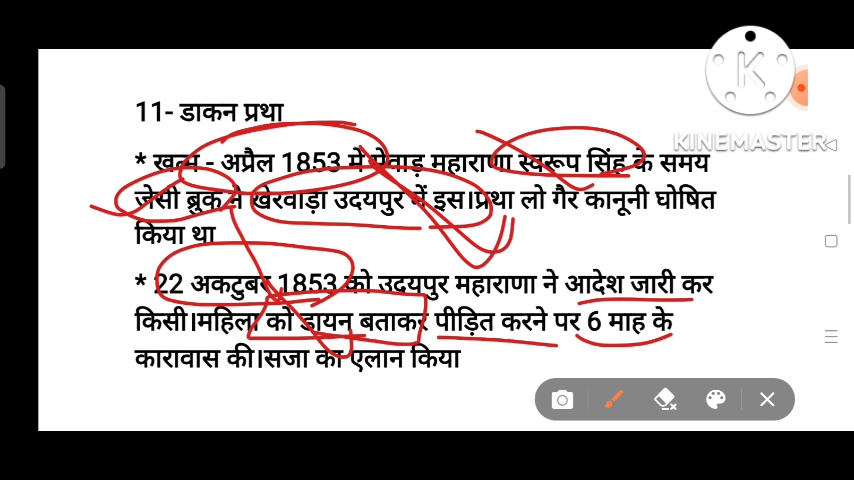 11- डाकन प्रथा
* खत्म - अप्रैल 1853 में मेवाड़ महाराणा स्वरूप सिंह के समय
जेसी ब्रुक ने खेरवाड़ा उदयपुर में इस।प्रथा लो गैर कानूनी घोषित
किया था
* 22 अकटुबर 1853 को उदयपुर महाराणा ने आदेश जारी कर
किसी।महिला को डायन बताकर पीड़ित करने पर 6 माह के
कारावास की।सजा का एलान किया
K
KINEMASTER